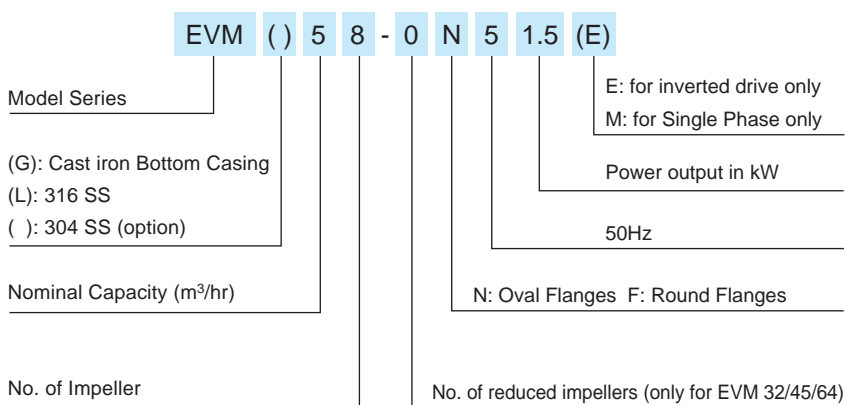 EVM ( ) 5 8 - 0 N 5 1.5 (E)
Model Series
E: for inverted drive only
M: for Single Phase only
(G): Cast iron Bottom Casing
(L): 316 SS
( ): 304 SS (option)
Power output in kW
50Hz
Nominal Capacity (m³/hr)
N: Oval Flanges F: Round Flanges
No. of Impeller
No. of reduced impellers (only for EVM 32/45/64)